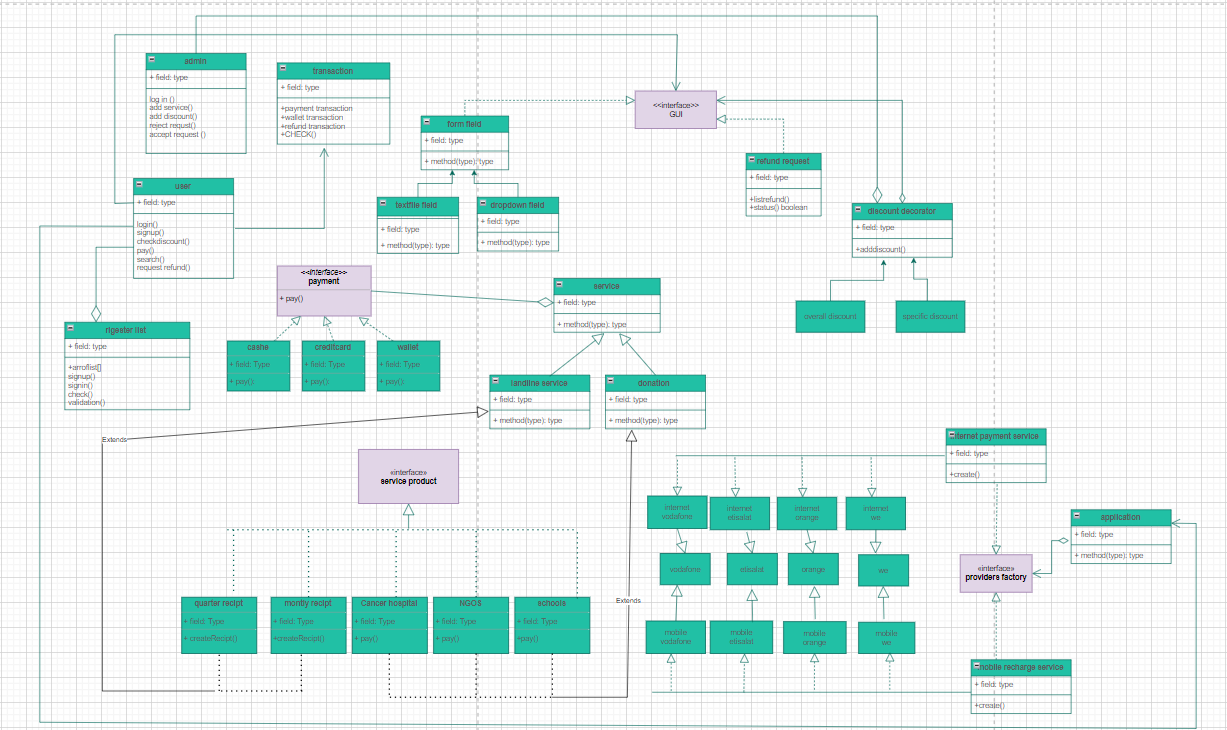 admin
+ field: type
log in ()
add service()
add discount()
reject requst()
accept request ()
transaction
+ field: type
+payment transaction
+wallet transaction
+refund transaction
+CHECK()
<<interface>>
GUI
form field
+ field: type
+ method(type): type
refund request
+ field: type
+listrefund()
+status() boolean
user
+ field: type
login()
signup()
checkdiscount()
pay()
search()
request refund()
textfile field
+ field: type
+ method(type): type
dropdown field
+ field: type
+ method(type): type
discount decorator
+ field: type
+adddiscount()
<<interface>>
payment
+ pay()
service
+ field: type
+ method(type): type
overall discount
specific discount
rigester list
+ field: type
+arroflist[]
signup()
signin()
check()
validation()
cashe
+ field: Type
+ pay():
creditcard
+ field: Type
+ pay():
wallet
+ field: Type
+ pay():
landline service
+ field: type
+ method(type): type
donation
+ field: type
+ method(type): type
Extends
internet payment service
+ field: type
+create()
«interface»
service product
internet
vodafone
internet
etisalat
internet
orange
internet
we
application
+ field: type
+ method(type): type
vodafone
etisalat
orange
we
«interface»
providers factory
Extends
quarter recipt
+ field: Type
+ createRecipt()
montly recipt
+ field: Type
+createRecipt()
Cancer hospital
+ field: Type
+ pay():
NGOS
+ field: Type
+ pay():
schools
+ field: Type
+pay():
mobile
vodafone
mobile
etisalat
mobile
orange
mobile
we
mobile recharge service
+ field: type
+create()